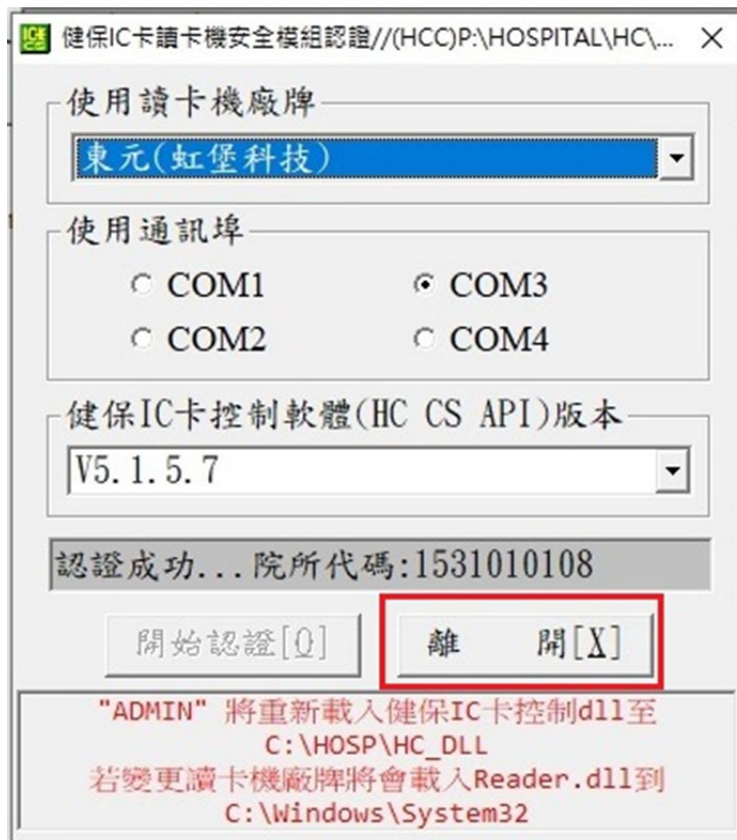 健保IC卡讀卡機安全模組認證//(HCC)P:\HOSPITAL\HC\...
使用讀卡機廠牌
東元(虹堡科技)
使用通訊埠
COM1 COM3
COM2 COM4
健保IC卡控制軟體(HC CS API)版本
V5.1.5.7
認證成功...院所代碼:1531010108
開始認證[O] 離 開[X]
"ADMIN" 將重新載入健保IC卡控制dll至
C:\HOSP\HC_DLL
若變更讀卡機廠牌將會載入Reader.dll到
C:\Windows\System32